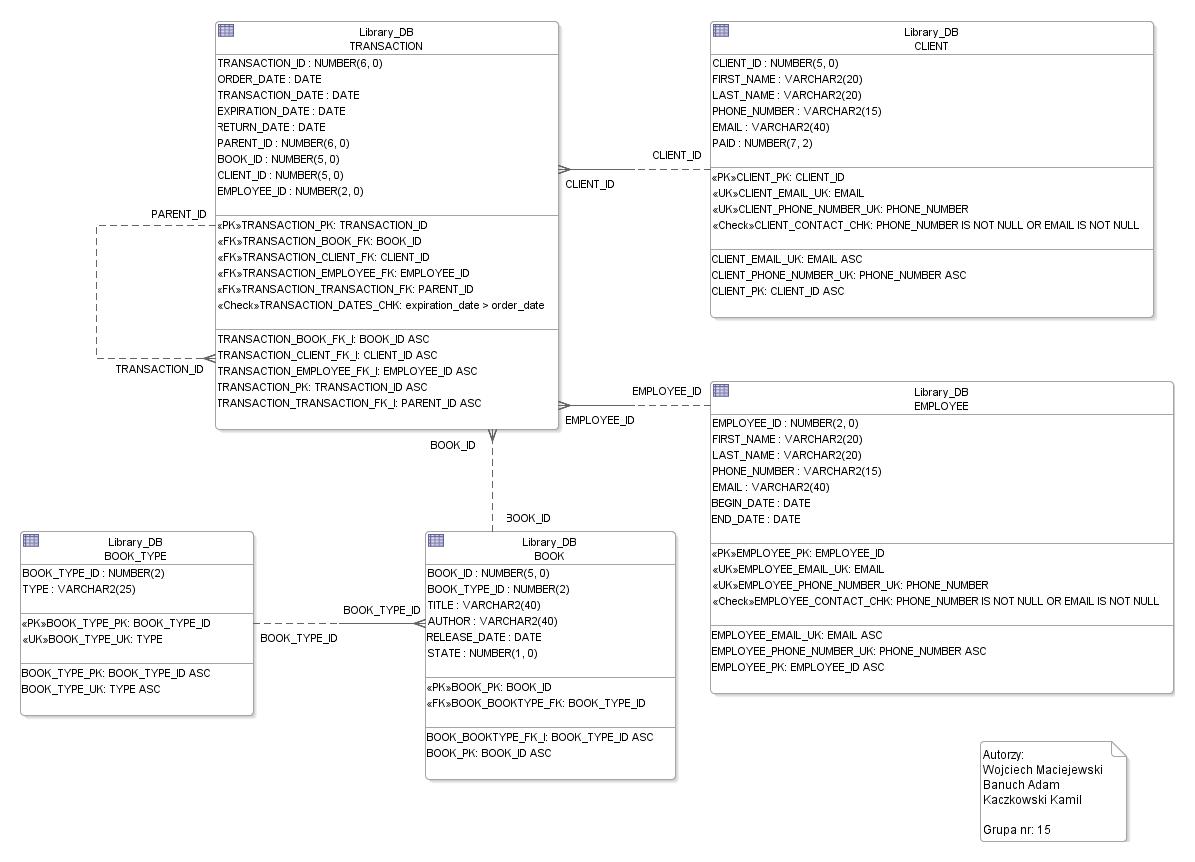 Library_DB
TRANSACTION
TRANSACTION_ID : NUMBER(6, 0)
ORDER_DATE : DATE
TRANSACTION_DATE : DATE
EXPIRATION_DATE : DATE
RETURN_DATE : DATE
PARENT_ID : NUMBER(6, 0)
BOOK_ID : NUMBER(5, 0)
CLIENT_ID : NUMBER(5, 0)
EMPLOYEE_ID : NUMBER(2, 0)
«PK»TRANSACTION_PK: TRANSACTION_ID
«FK»TRANSACTION_BOOK_FK: BOOK_ID
«FK»TRANSACTION_CLIENT_FK: CLIENT_ID
«FK»TRANSACTION_EMPLOYEE_FK: EMPLOYEE_ID
«FK»TRANSACTION_TRANSACTION_FK: PARENT_ID
«Check»TRANSACTION_DATES_CHK: expiration_date > order_date
TRANSACTION_BOOK_FK_I: BOOK_ID ASC
TRANSACTION_CLIENT_FK_I: CLIENT_ID ASC
TRANSACTION_EMPLOYEE_FK_I: EMPLOYEE_ID ASC
TRANSACTION_PK: TRANSACTION_ID ASC
TRANSACTION_TRANSACTION_FK_I: PARENT_ID ASC
PARENT_ID
TRANSACTION_ID
CLIENT_ID
CLIENT_ID
Library_DB
CLIENT
CLIENT_ID : NUMBER(5, 0)
FIRST_NAME : VARCHAR2(20)
LAST_NAME : VARCHAR2(20)
PHONE_NUMBER : VARCHAR2(15)
EMAIL : VARCHAR2(40)
PAID : NUMBER(7, 2)
«PK»CLIENT_PK: CLIENT_ID
«UK»CLIENT_EMAIL_UK: EMAIL
«UK»CLIENT_PHONE_NUMBER_UK: PHONE_NUMBER
«Check»CLIENT_CONTACT_CHK: PHONE_NUMBER IS NOT NULL OR EMAIL IS NOT NULL
CLIENT_EMAIL_UK: EMAIL ASC
CLIENT_PHONE_NUMBER_UK: PHONE_NUMBER ASC
CLIENT_PK: CLIENT_ID ASC
EMPLOYEE_ID
EMPLOYEE_ID
Library_DB
EMPLOYEE
EMPLOYEE_ID : NUMBER(2, 0)
FIRST_NAME : VARCHAR2(20)
LAST_NAME : VARCHAR2(20)
PHONE_NUMBER : VARCHAR2(15)
EMAIL : VARCHAR2(40)
BEGIN_DATE : DATE
END_DATE : DATE
«PK»EMPLOYEE_PK: EMPLOYEE_ID
«UK»EMPLOYEE_EMAIL_UK: EMAIL
«UK»EMPLOYEE_PHONE_NUMBER_UK: PHONE_NUMBER
«Check»EMPLOYEE_CONTACT_CHK: PHONE_NUMBER IS NOT NULL OR EMAIL IS NOT NULL
EMPLOYEE_EMAIL_UK: EMAIL ASC
EMPLOYEE_PHONE_NUMBER_UK: PHONE_NUMBER ASC
EMPLOYEE_PK: EMPLOYEE_ID ASC
BOOK_ID
BOOK_ID
Library_DB
BOOK_TYPE
BOOK_TYPE_ID : NUMBER(2)
TYPE : VARCHAR2(25)
«PK»BOOK_TYPE_PK: BOOK_TYPE_ID
«UK»BOOK_TYPE_UK: TYPE
BOOK_TYPE_PK: BOOK_TYPE_ID ASC
BOOK_TYPE_UK: TYPE ASC
BOOK_TYPE_ID
BOOK_TYPE_ID
Library_DB
BOOK
BOOK_ID : NUMBER(5, 0)
BOOK_TYPE_ID : NUMBER(2)
TITLE : VARCHAR2(40)
AUTHOR : VARCHAR2(40)
RELEASE_DATE : DATE
STATE : NUMBER(1, 0)
«PK»BOOK_PK: BOOK_ID
«FK»BOOK_BOOKTYPE_FK: BOOK_TYPE_ID
BOOK_BOOKTYPE_FK_I: BOOK_TYPE_ID ASC
BOOK_PK: BOOK_ID ASC
Autorzy:
Wojciech Maciejewski
Banuch Adam
Kaczkowski Kamil
Grupa nr: 15